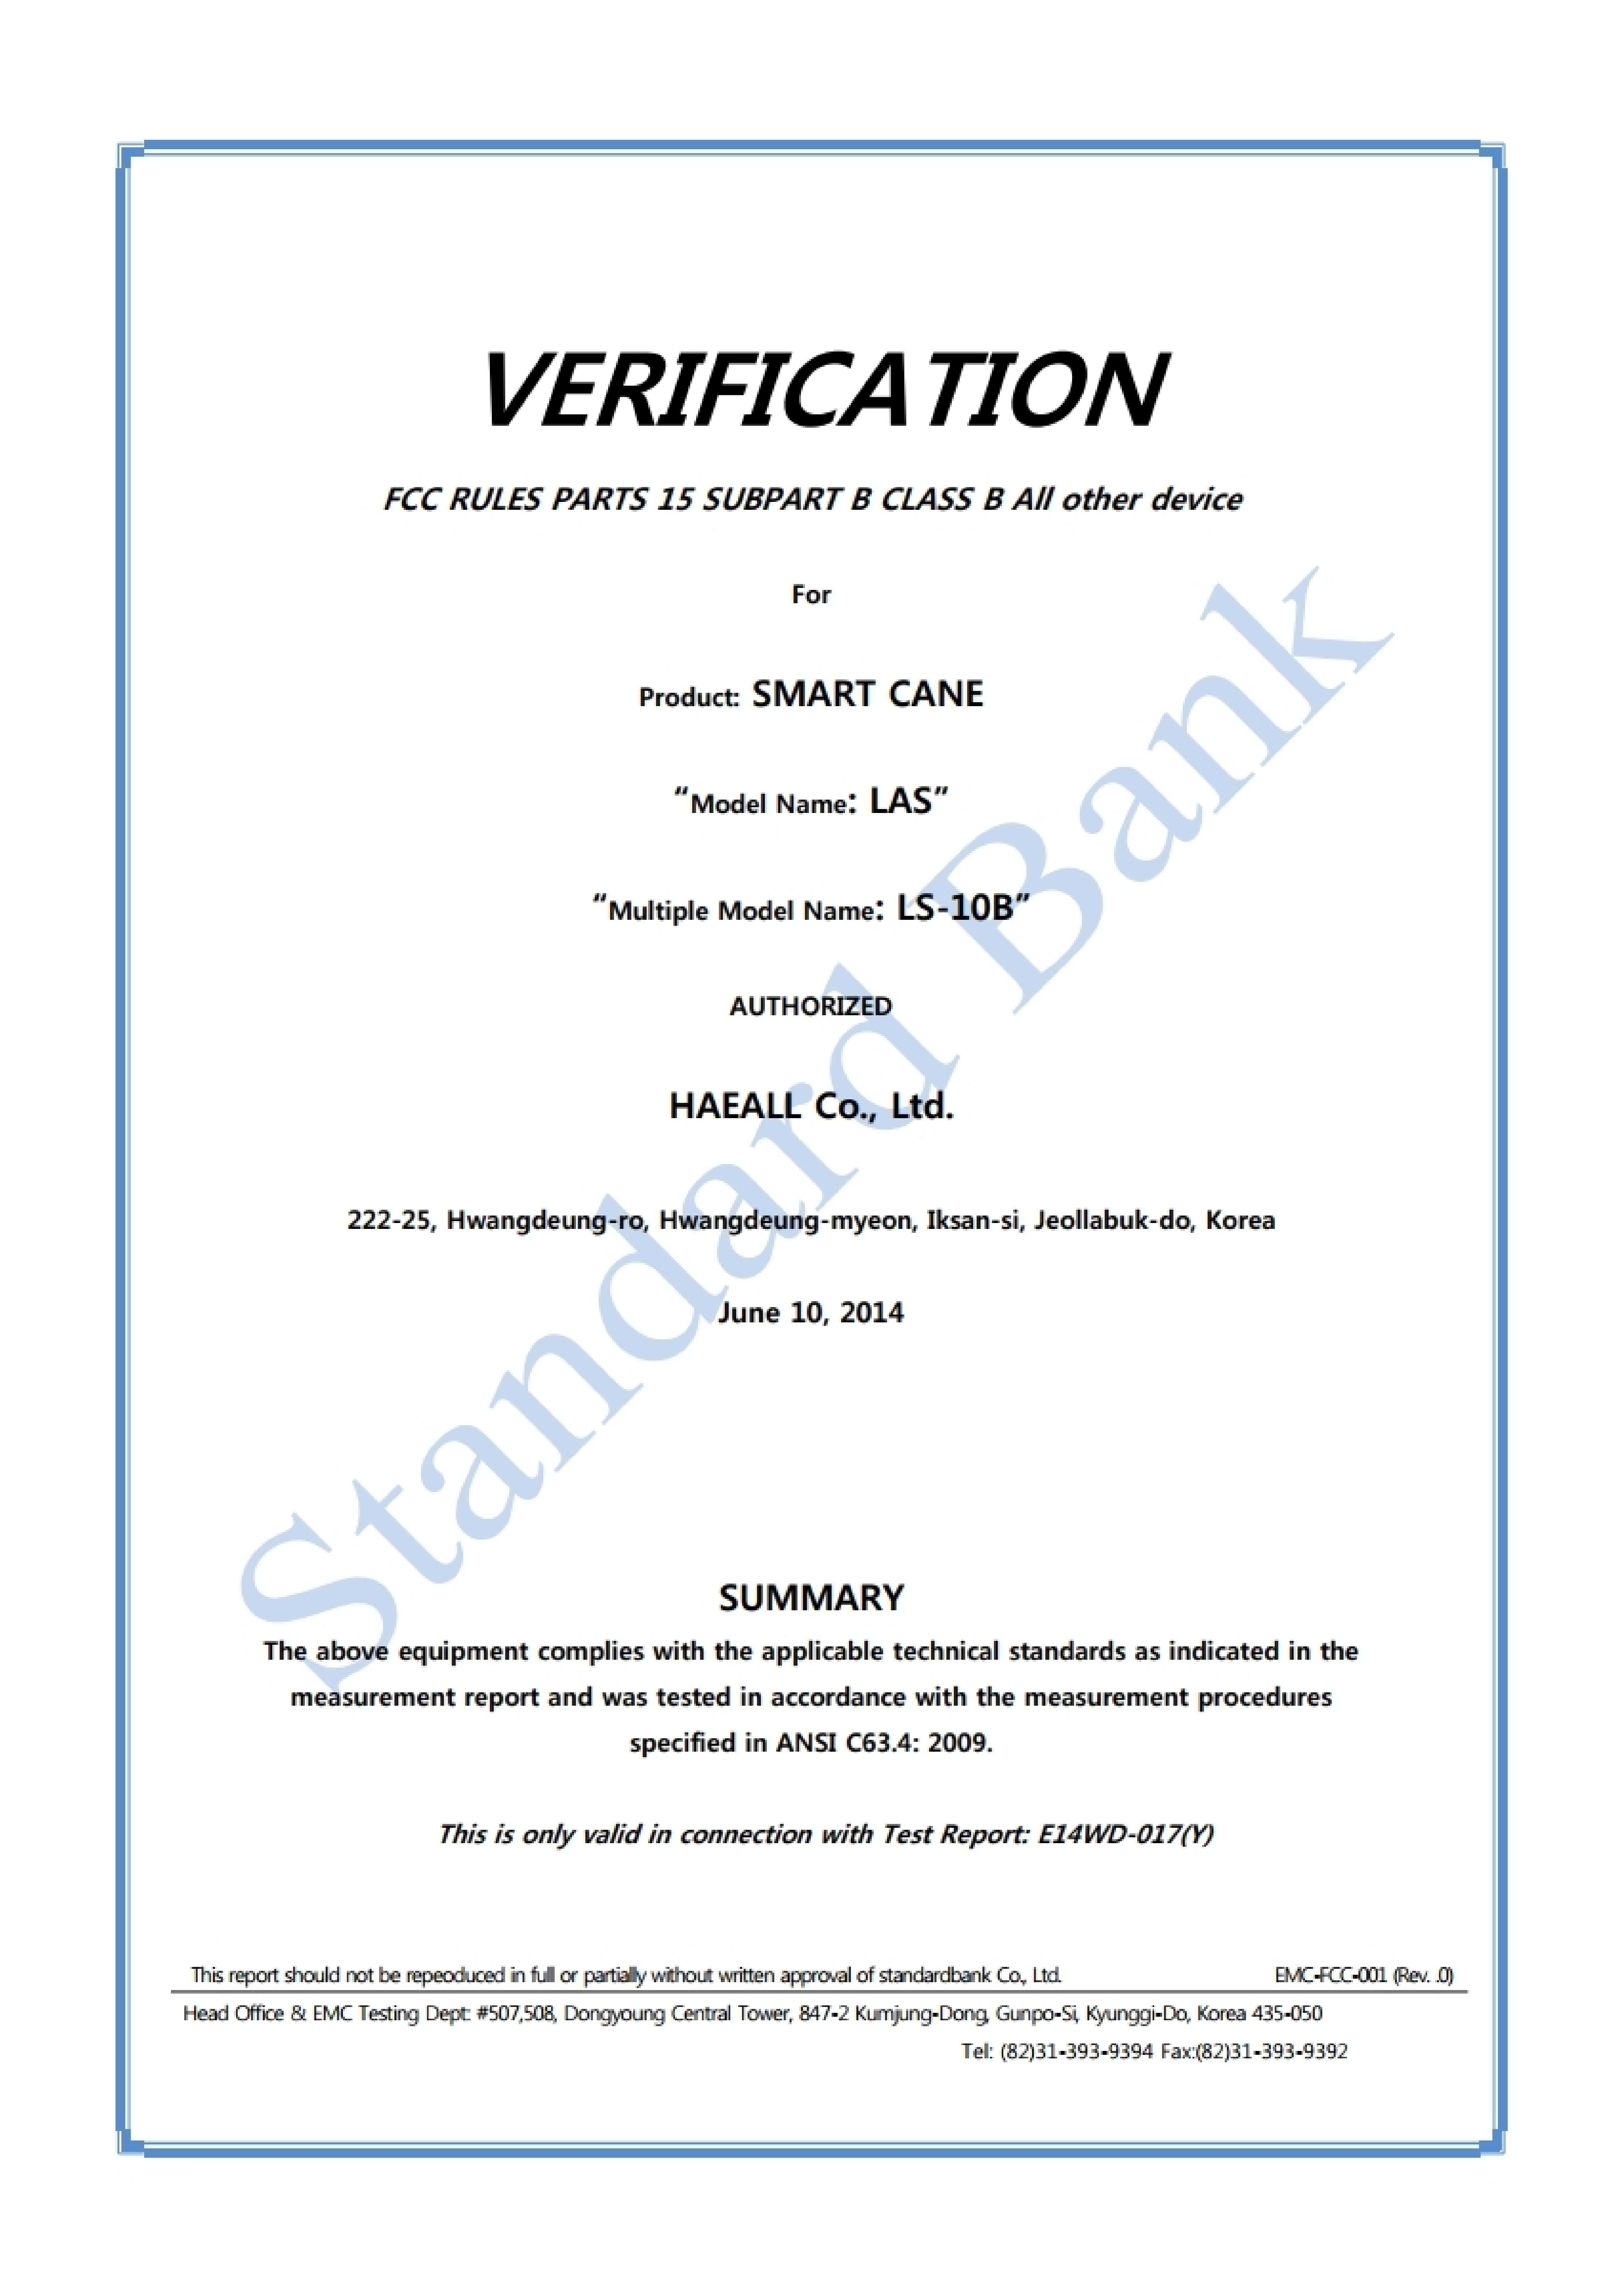 VERIFICATION
FCC RULES PARTS 15 SUBPART B CLASS B All other device
For
Product: SMART CANE
“Model Name: LAS”
“Multiple Model Name: LS-10B”
AUTHORIZED
HAEALL Co., Ltd.
222-25, Hwangdeung-ro, Hwangdeung-myeon, Iksan-si, Jeollabuk-do, Korea
June 10, 2014
Standard Bank
SUMMARY
The above equipment complies with the applicable technical standards as indicated in the
measurement report and was tested in accordance with the measurement procedures
specified in ANSI C63.4: 2009.
This is only valid in connection with Test Report: E14WD-017(Y)
This report should not be repeoduced in full or partially without written approval of standardbank Co., Ltd. EMC-FCC-001 (Rev. .0)
Head Office & EMC Testing Dept: #507,508, Dongyoung Central Tower, 847-2 Kumjung-Dong, Gunpo-Si, Kyunggi-Do, Korea 435-050
Tel: (82)31-393-9394 Fax:(82)31-393-9392